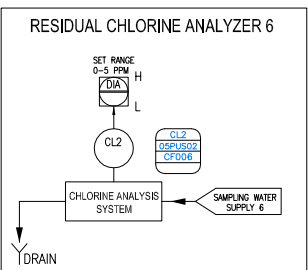 RESIDUAL CHLORINE ANALYZER 6
SET RANGE
0-5 PPM
H
DIA
L
CL2
CL2
05PUS02
CF006
CHLORINE ANALYSIS
SYSTEM
SAMPLING WATER
SUPPLY 6
DRAIN